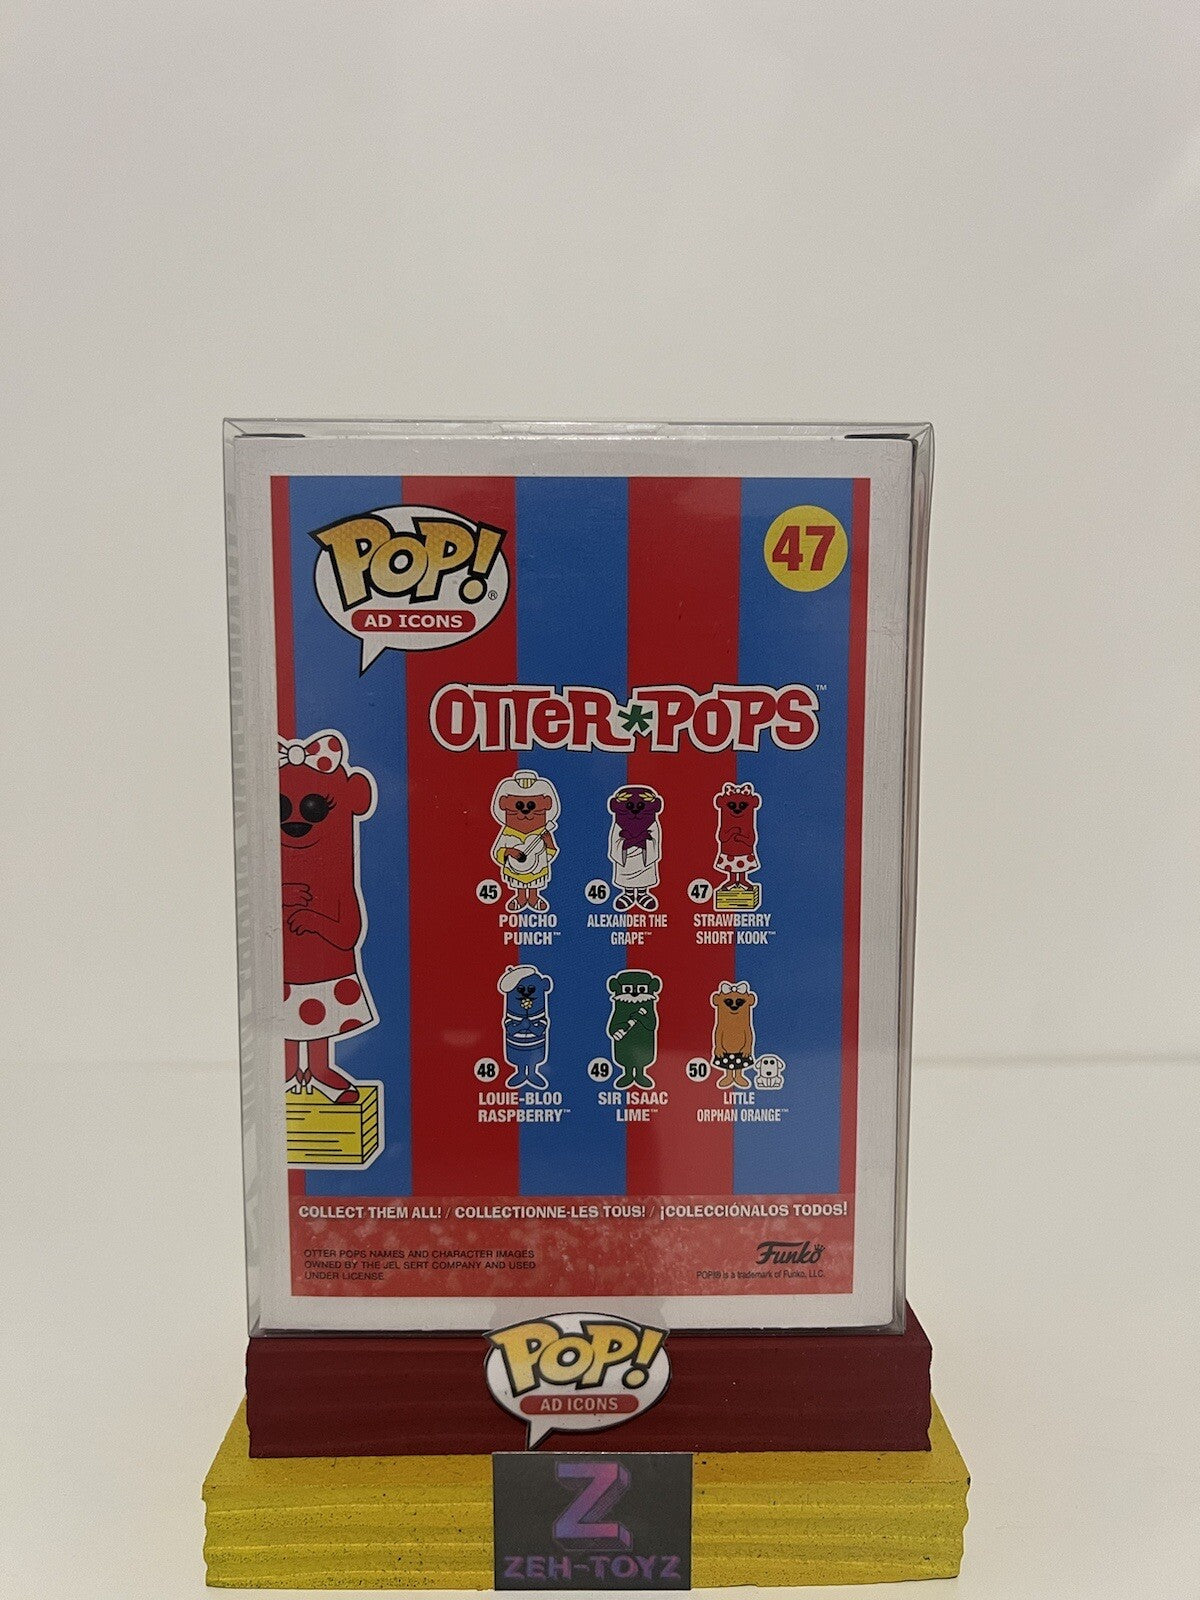 POP!®
AD ICONS
47
OTTER*POPS™
45
PONCHO
PUNCH™
46
ALEXANDER THE
GRAPE™
47
STRAWBERRY
SHORT KOOK™
48
LOUIE-BLOO
RASPBERRY™
49
SIR ISAAC
LIME™
50
LITTLE
ORPHAN ORANGE™
COLLECT THEM ALL! / COLLECTIONNE-LES TOUS! / ¡COLECCIÓNALOS TODOS!
OTTER POPS NAMES AND CHARACTER IMAGES
OWNED BY THE JEL SERT COMPANY AND USED
UNDER LICENSE.
Funko
POP!® is a trademark of Funko, LLC.
POP!
AD ICONS
Z
ZEH-TOYZ